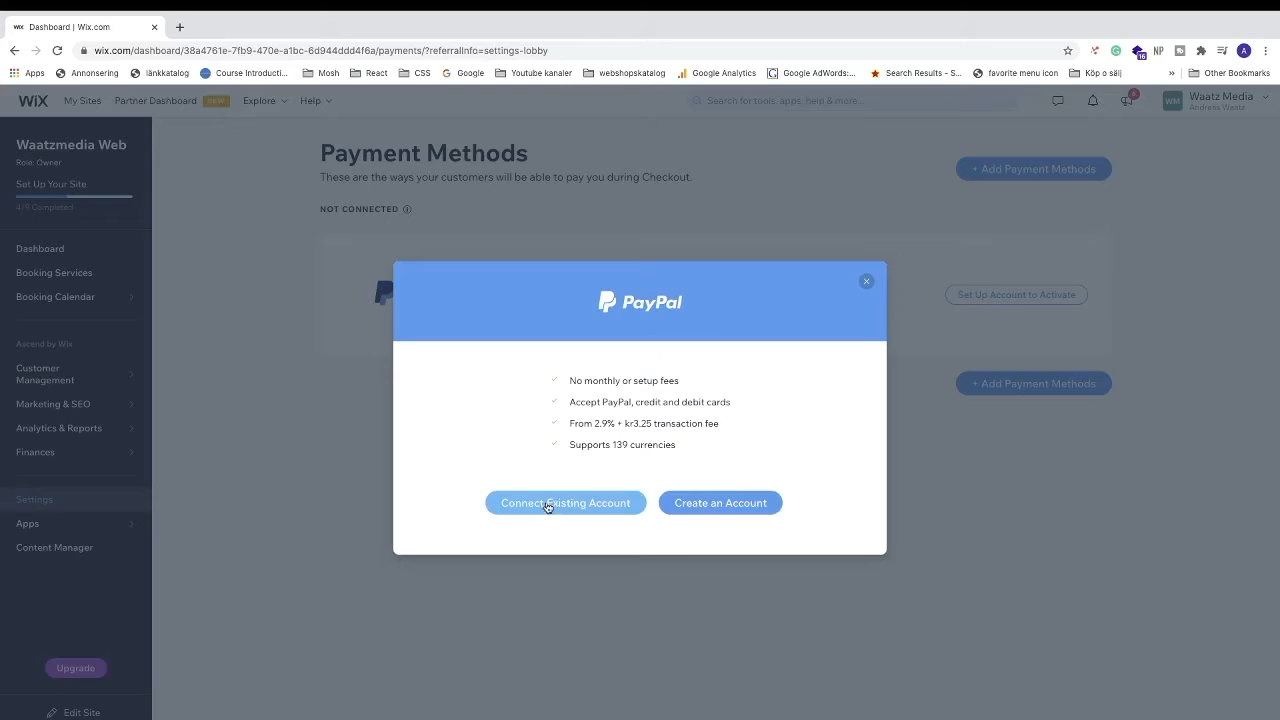 WiX Dashboard | Wix.com
wix.com/dashboard/38a4761e-7fb9-470e-a1bc-6d944ddd4f6a/payments/?referralInfo=settings-lobby
16
NP
A
Apps
Annonsering
länkkatalog
Course Introducti...
Mosh
React
CSS
Google
Youtube kanaler
webshopskatalog
Google Analytics
Google AdWords:...
Search Results - S...
favorite menu icon
Köp o sälj
»
Other Bookmarks
WiX
My Sites
Partner Dashboard NEW
Explore
Help
Search for tools, apps, help & more...
WM
Waatz Media
Andreas Waatz
Waatzmedia Web
Role: Owner
Set Up Your Site
4/9 Completed
Dashboard
Booking Services
Booking Calendar
Ascend by Wix
Customer
Management
Marketing & SEO
Analytics & Reports
Finances
Settings
Apps
Content Manager
Upgrade
Edit Site
Payment Methods
These are the ways your customers will be able to pay you during Checkout.
+ Add Payment Methods
NOT CONNECTED
Set Up Account to Activate
+ Add Payment Methods
PayPal
No monthly or setup fees
Accept PayPal, credit and debit cards
From 2.9% + kr3.25 transaction fee
Supports 139 currencies
Connect Existing Account
Create an Account